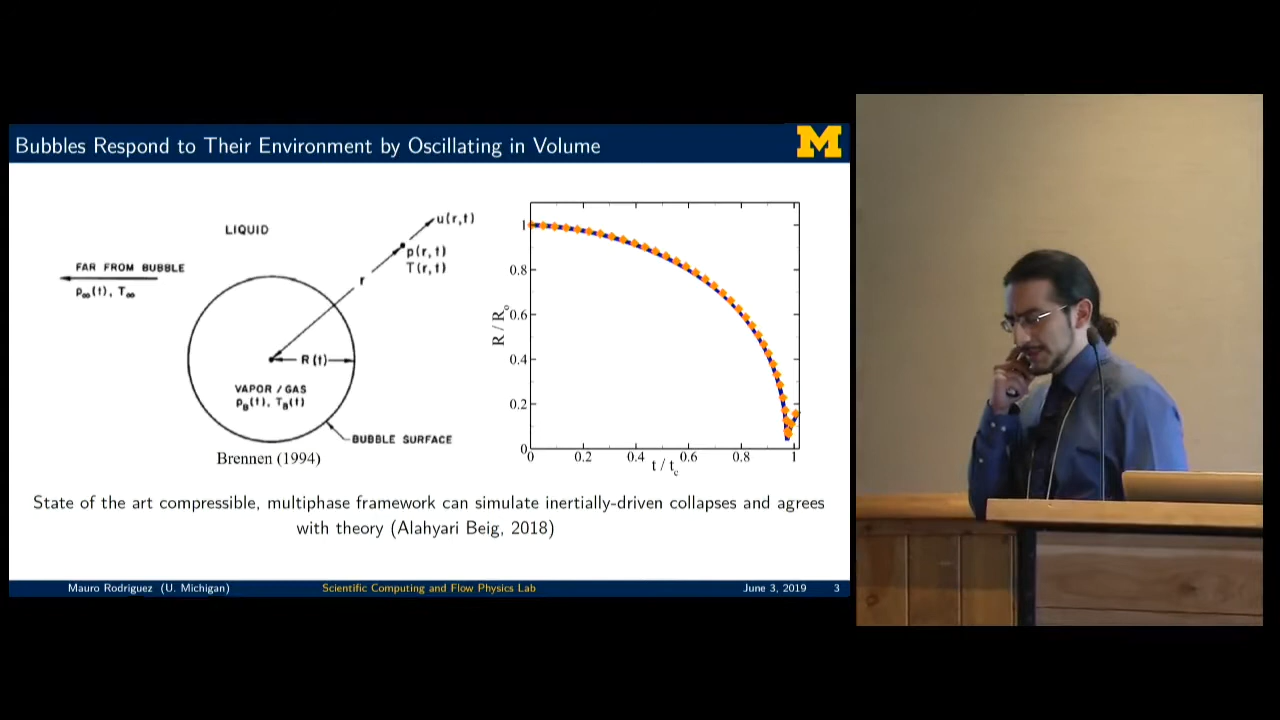 Bubbles Respond to Their Environment by Oscillating in Volume
M
LIQUID
u(r,t)
p(r,t)
T(r,t)
r
FAR FROM BUBBLE
p∞(t), T∞
R(t)
VAPOR / GAS
pB(t), TB(t)
BUBBLE SURFACE
Brennen (1994)
R / Ro
1
0.8
0.6
0.4
0.2
0
0 0.2 0.4 0.6 0.8 1
t / tc
State of the art compressible, multiphase framework can simulate inertially-driven collapses and agrees
with theory (Alahyari Beig, 2018)
Mauro Rodriguez (U. Michigan) Scientific Computing and Flow Physics Lab June 3, 2019 3